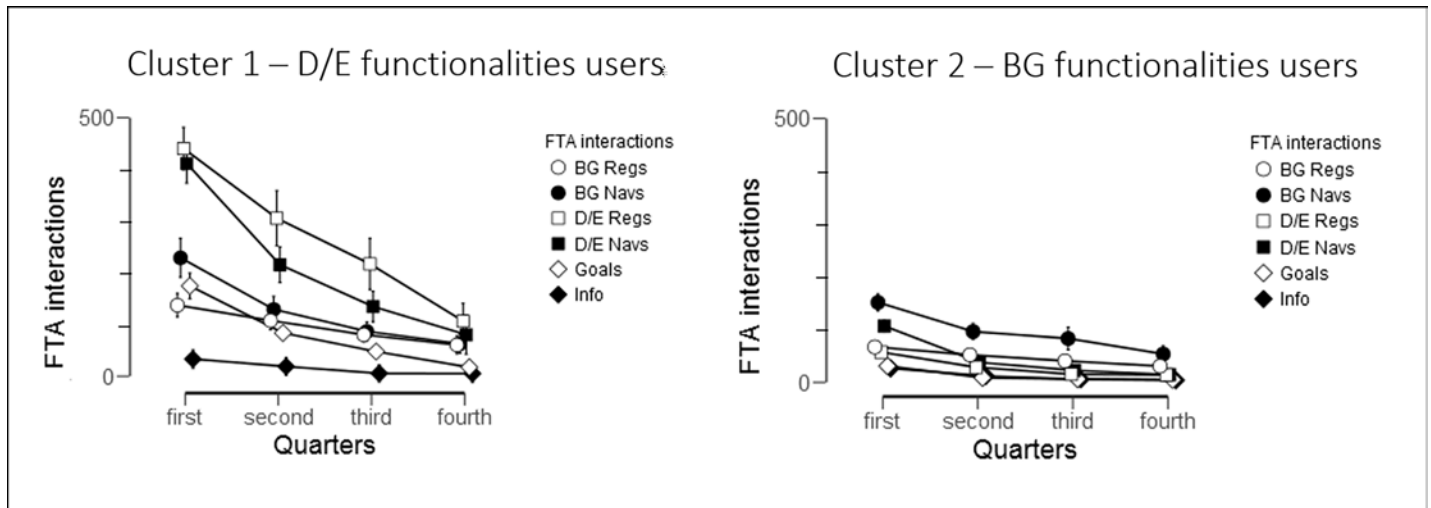 Cluster 1 – D/E functionalities users
500
0
FTA interactions
first second third fourth
Quarters
FTA interactions
BG Regs
BG Navs
D/E Regs
D/E Navs
Goals
Info
Cluster 2 – BG functionalities users
500
0
FTA interactions
first second third fourth
Quarters
FTA interactions
BG Regs
BG Navs
D/E Regs
D/E Navs
Goals
Info